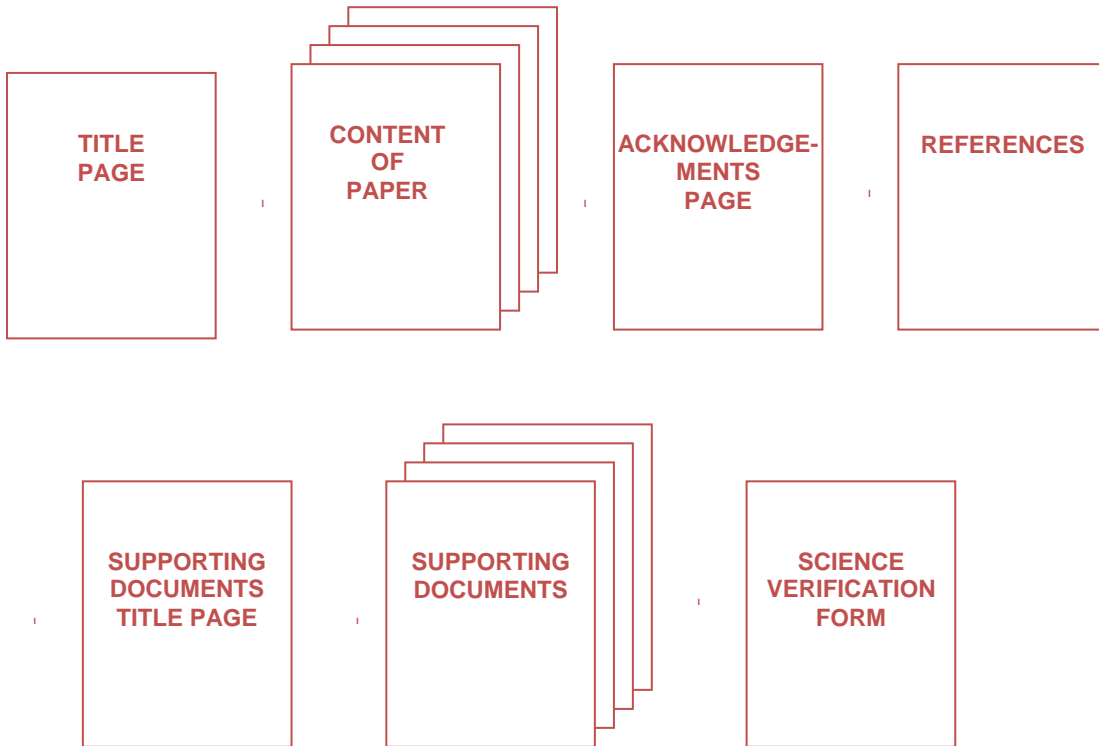 TITLE
PAGE
CONTENT
OF
PAPER
ACKNOWLEDGE-
MENTS
PAGE
REFERENCES
SUPPORTING
DOCUMENTS
TITLE PAGE
SUPPORTING
DOCUMENTS
SCIENCE
VERIFICATION
FORM